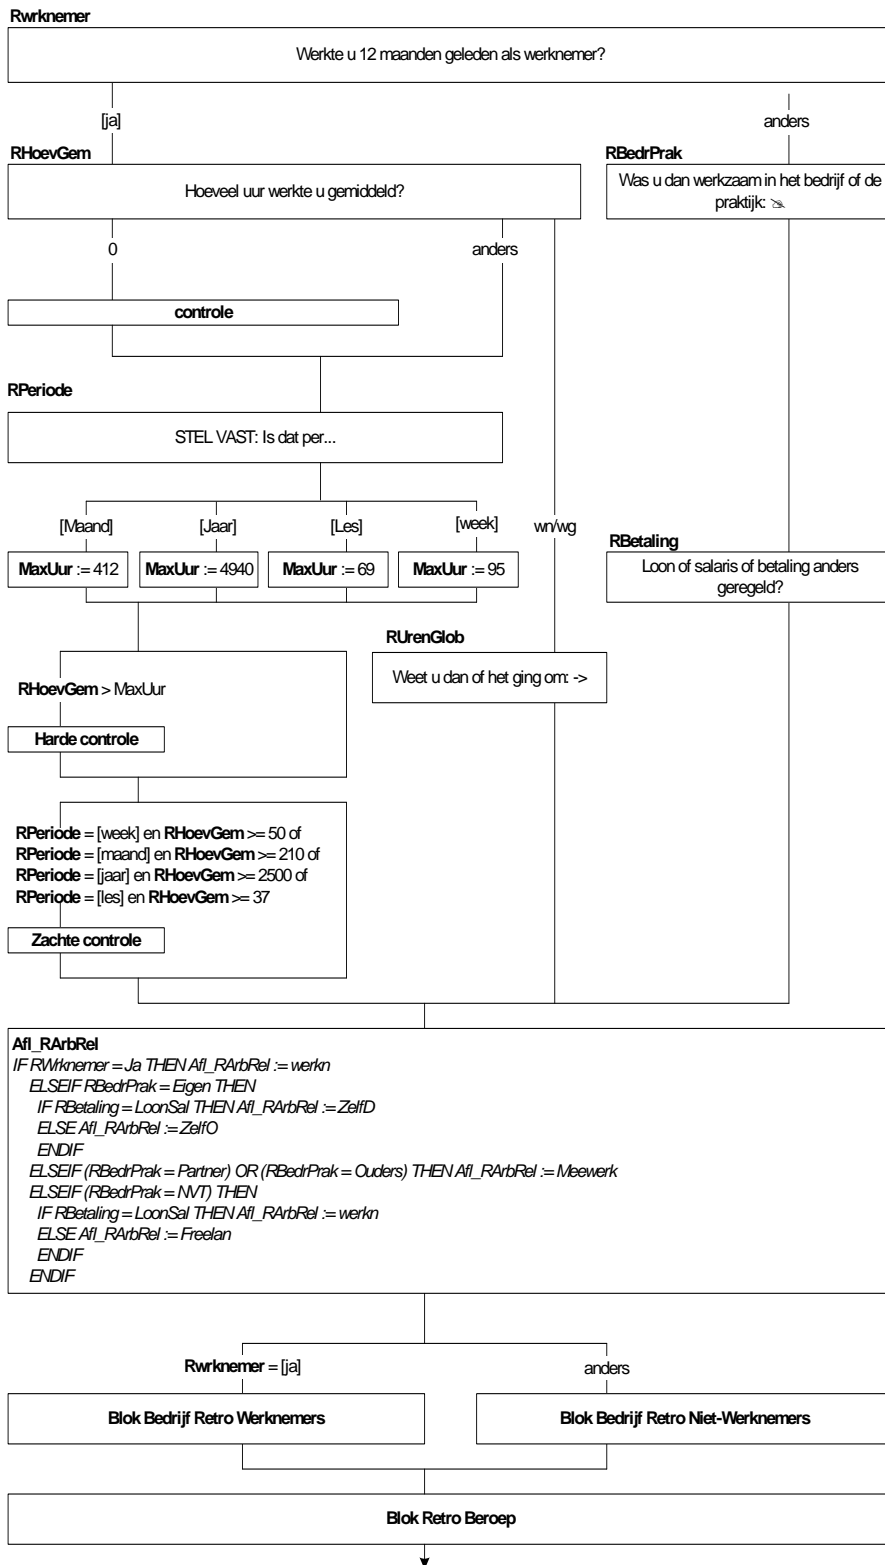 Rwrknemer
Werkte u 12 maanden geleden als werknemer?
[ja]
anders
RHoevGem
RBedrPrak
Hoeveel uur werkte u gemiddeld?
Was u dan werkzaam in het bedrijf of de
praktijk:
0
anders
controle
RPeriode
STEL VAST: Is dat per...
[Maand]
[Jaar]
[Les]
[week]
wn/wg
RBetaling
MaxUur := 412
MaxUur := 4940
MaxUur := 69
MaxUur := 95
Loon of salaris of betaling anders
geregeld?
RUrenGlob
Weet u dan of het ging om: ->
RHoevGem > MaxUur
Harde controle
RPeriode = [week] en RHoevGem >= 50 of
RPeriode = [maand] en RHoevGem >= 210 of
RPeriode = [jaar] en RHoevGem >= 2500 of
RPeriode = [les] en RHoevGem >= 37
Zachte controle
Afl_RArbRel
IF RWrknemer = Ja THEN Afl_RArbRel := werkn
ELSEIF RBedrPrak = Eigen THEN
IF RBetaling = LoonSal THEN Afl_RArbRel := ZelfD
ELSE Afl_RArbRel := ZelfO
ENDIF
ELSEIF (RBedrPrak = Partner) OR (RBedrPrak = Ouders) THEN Afl_RArbRel := Meewerk
ELSEIF (RBedrPrak = NVT) THEN
IF RBetaling = LoonSal THEN Afl_RArbRel := werkn
ELSE Afl_RArbRel := Freelan
ENDIF
ENDIF
Rwrknemer = [ja]
anders
Blok Bedrijf Retro Werknemers
Blok Bedrijf Retro Niet-Werknemers
Blok Retro Beroep